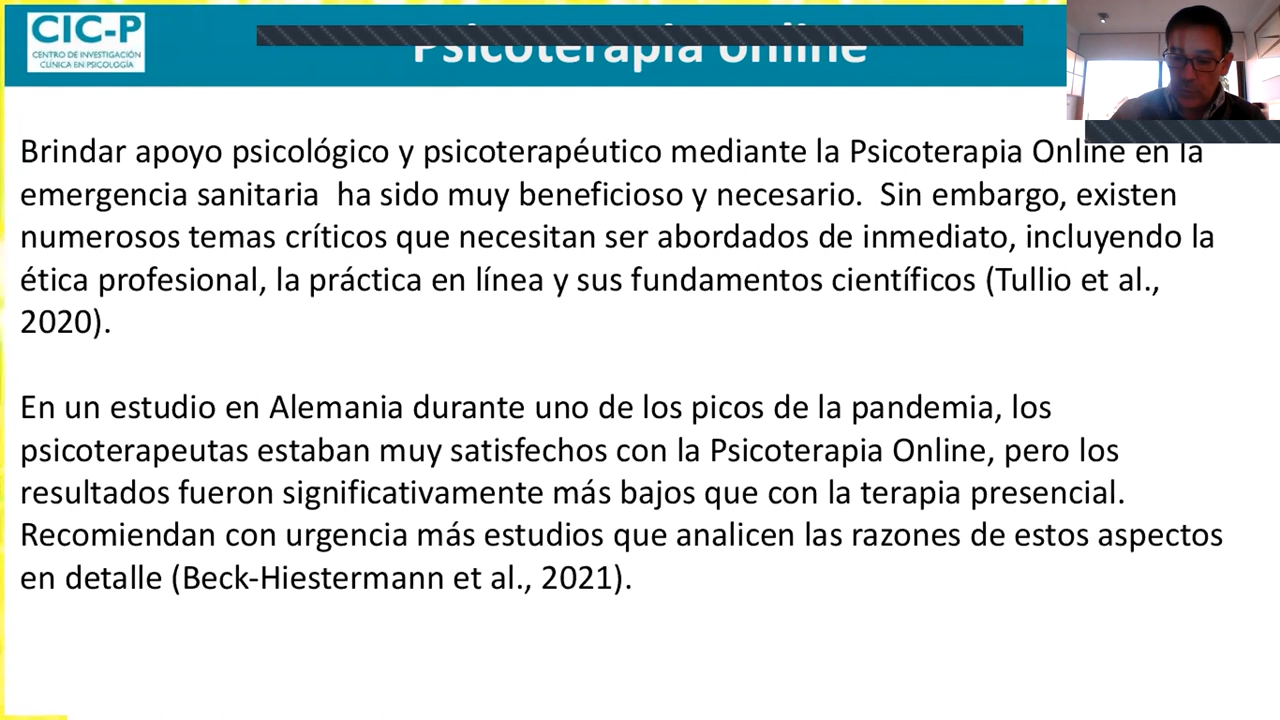 CIC-P
CENTRO DE INVESTIGACIÓN
CLÍNICA EN PSICOLOGÍA
Psicoterapia online
Brindar apoyo psicológico y psicoterapéutico mediante la Psicoterapia Online en la
emergencia sanitaria ha sido muy beneficioso y necesario. Sin embargo, existen
numerosos temas críticos que necesitan ser abordados de inmediato, incluyendo la
ética profesional, la práctica en línea y sus fundamentos científicos (Tullio et al.,
2020).
En un estudio en Alemania durante uno de los picos de la pandemia, los
psicoterapeutas estaban muy satisfechos con la Psicoterapia Online, pero los
resultados fueron significativamente más bajos que con la terapia presencial.
Recomiendan con urgencia más estudios que analicen las razones de estos aspectos
en detalle (Beck-Hiestermann et al., 2021).